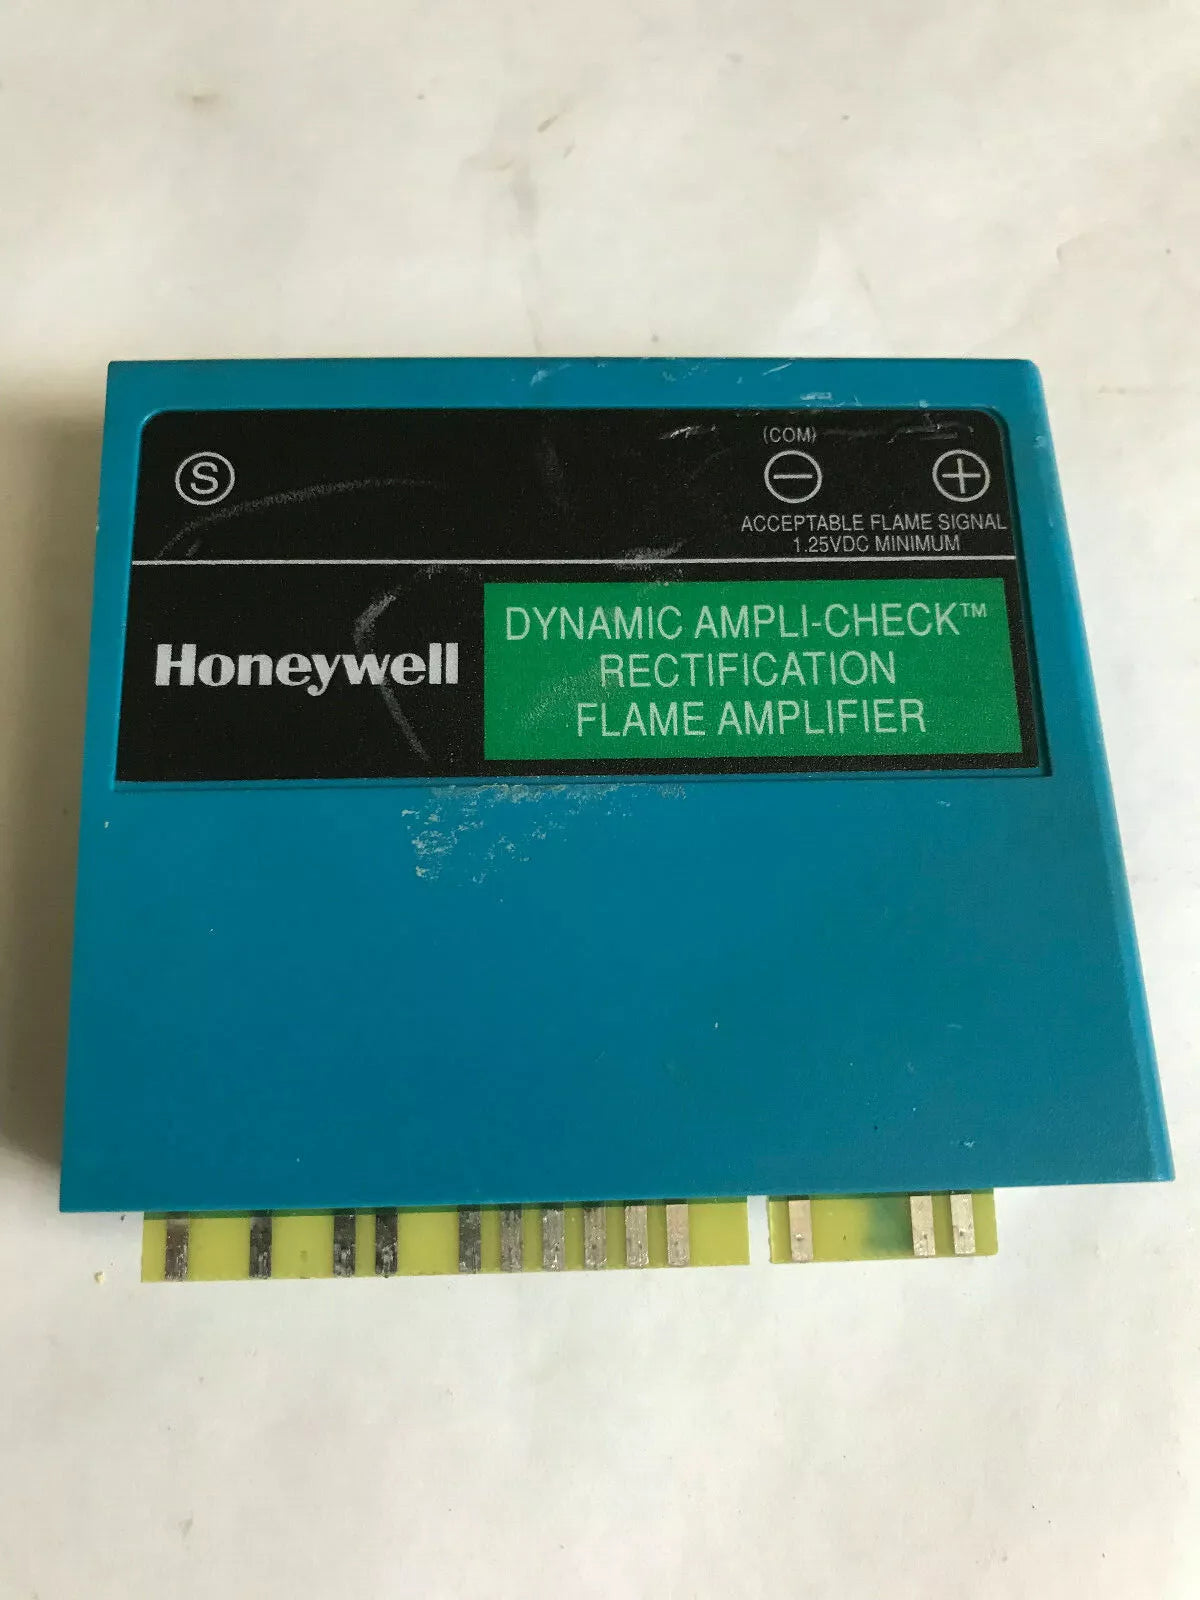 S
(COM)
− +
ACCEPTABLE FLAME SIGNAL
1.25VDC MINIMUM
Honeywell
DYNAMIC AMPLI-CHECK™
RECTIFICATION
FLAME AMPLIFIER